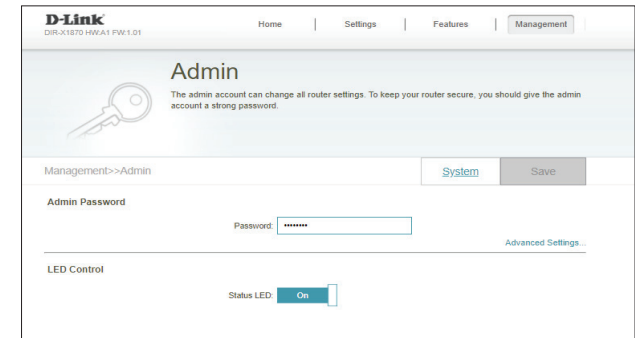 D-Link
DIR-X1870 HW:A1 FW:1.01
Home | Settings | Features | Management
Admin
The admin account can change all router settings. To keep your router secure, you should give the admin
account a strong password.
Management>>Admin
System
Save
Admin Password
Password: ••••••••
Advanced Settings...
LED Control
Status LED: On